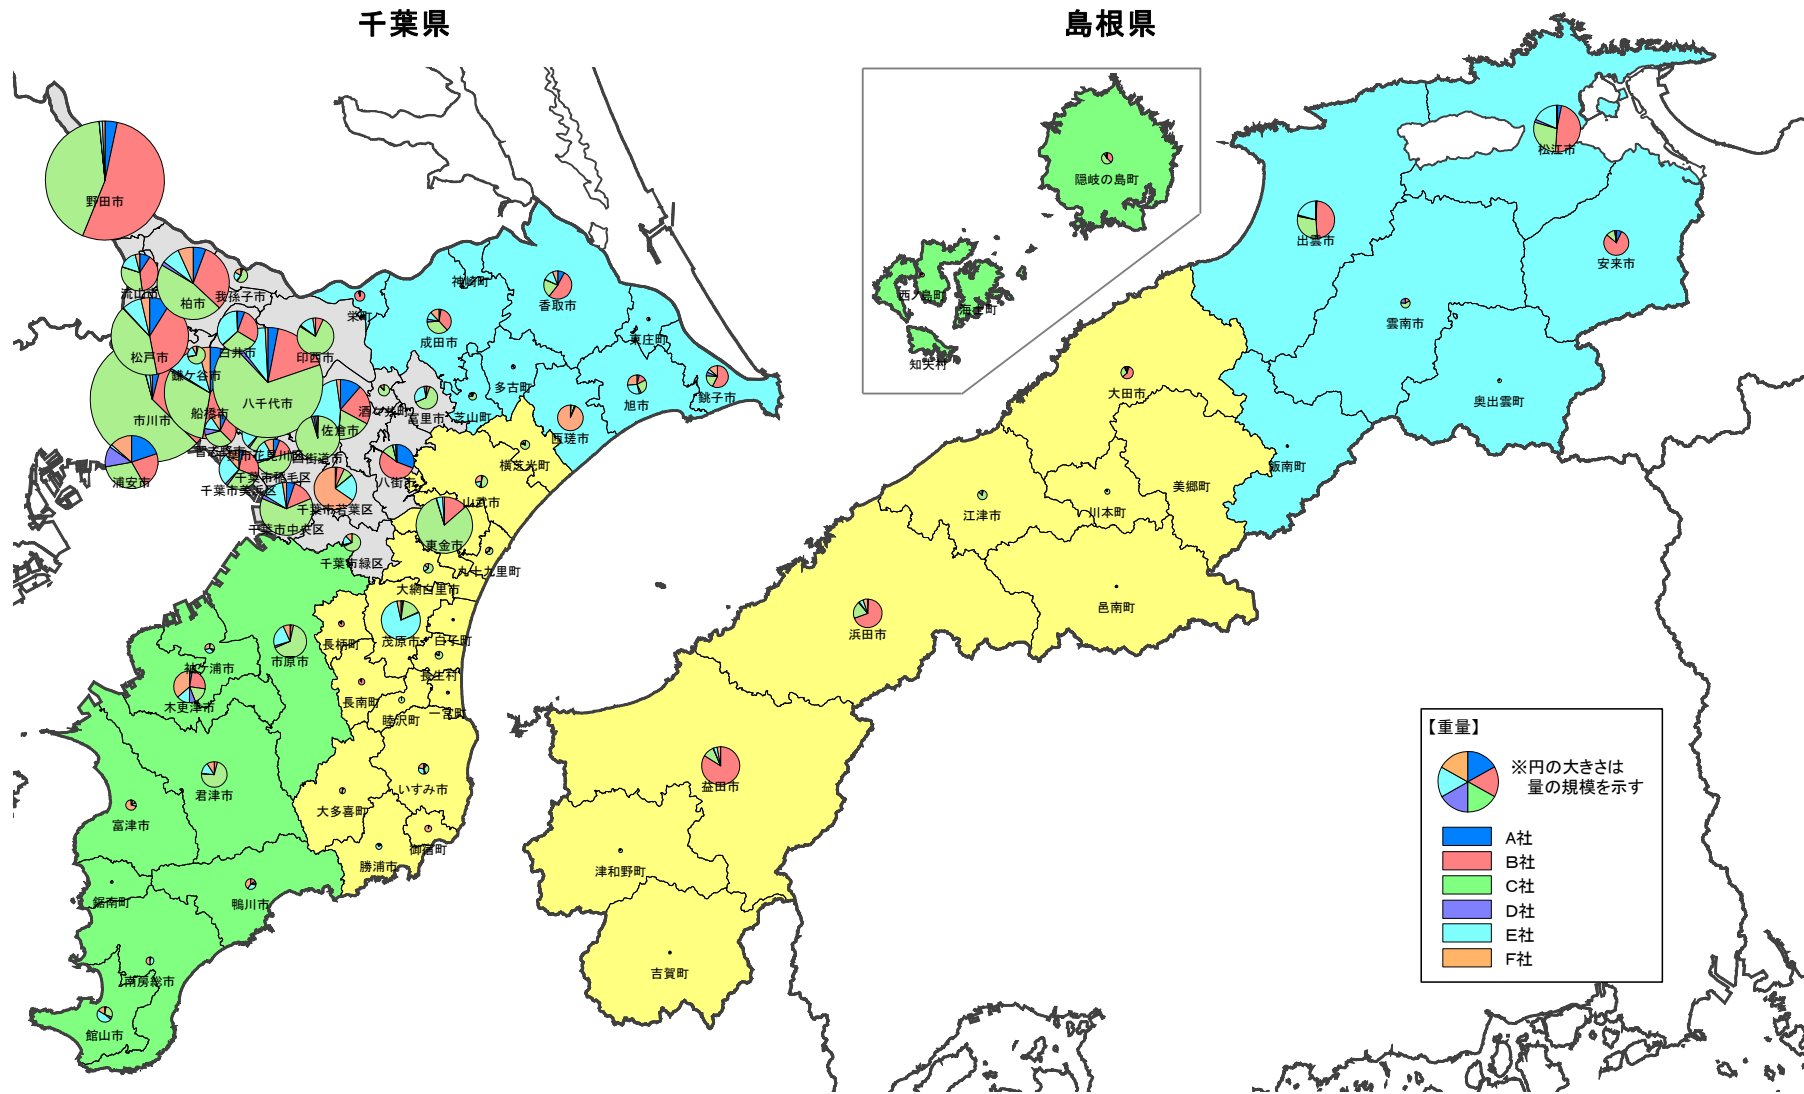 千葉県
島根県
野田市
流山市
柏市
我孫子市
松戸市
鎌ケ谷市
白井市
印西市
栄町
神崎町
成田市
香取市
東庄町
多古町
旭市
銚子市
匝瑳市
芝山町
富里市
酒々井町
佐倉市
八千代市
船橋市
市川市
浦安市
習志野市
千葉市花見川区
四街道市
千葉市稲毛区
千葉市美浜区
千葉市若葉区
千葉市中央区
千葉市緑区
八街市
山武市
横芝光町
東金市
九十九里町
大網白里市
茂原市
白子町
長柄町
長生村
長南町
睦沢町
一宮町
市原市
袖ケ浦市
木更津市
君津市
富津市
大多喜町
いすみ市
御宿町
勝浦市
鋸南町
鴨川市
南房総市
館山市
隠岐の島町
西ノ島町
海士町
知夫村
松江市
出雲市
安来市
雲南市
奥出雲町
飯南町
大田市
美郷町
川本町
江津市
邑南町
浜田市
益田市
津和野町
吉賀町
【重量】
※円の大きさは
量の規模を示す
A社
B社
C社
D社
E社
F社